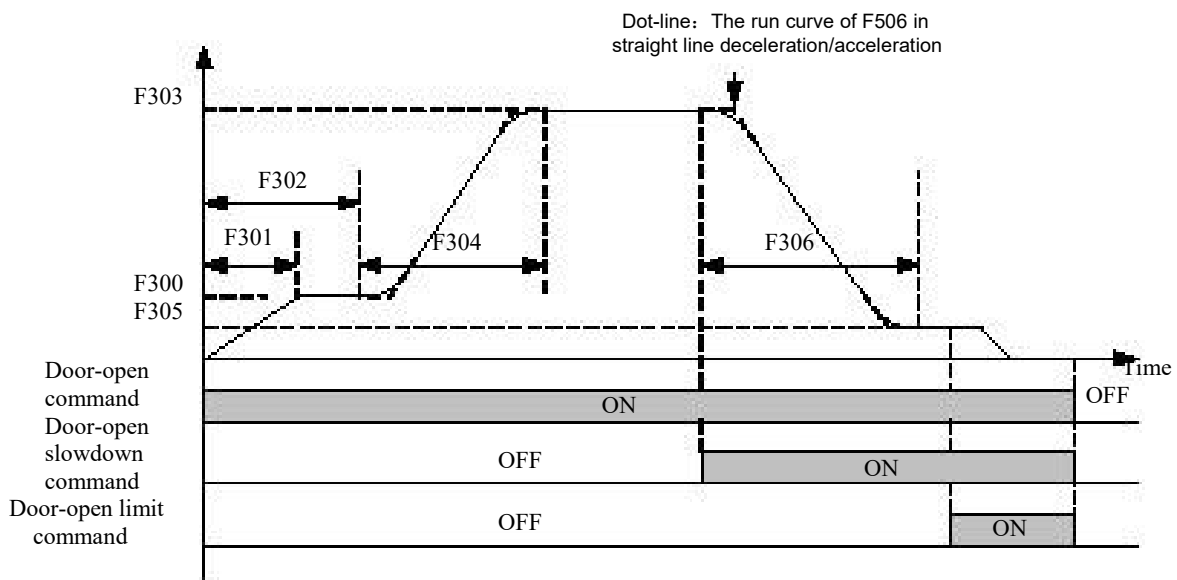 Dot-line：The run curve of F506 in
straight line deceleration/acceleration
F303
F302
F301
F304
F306
F300
F305
Time
Door-open
command
ON
OFF
Door-open
slowdown
command
OFF
ON
Door-open limit
command
OFF
ON